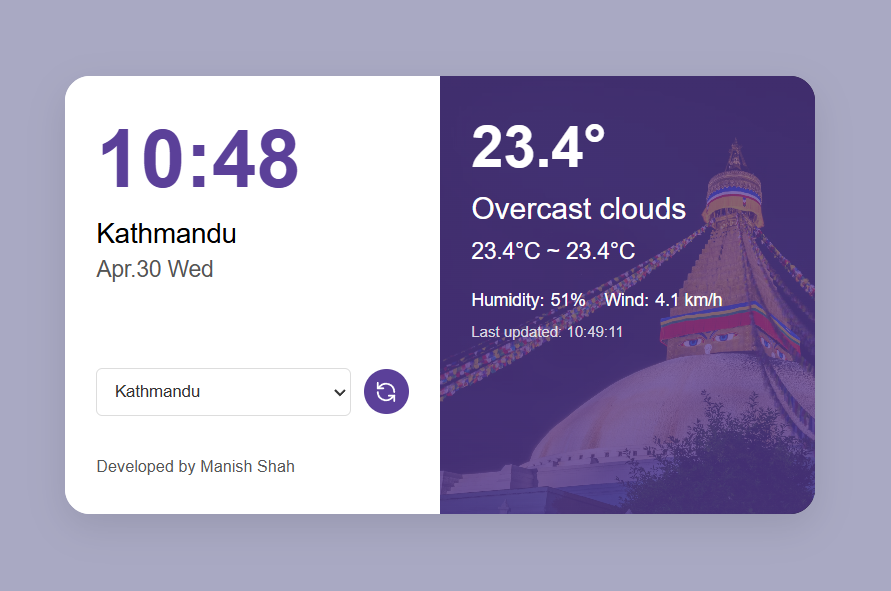 10:48
Kathmandu
Apr.30 Wed
Kathmandu
Developed by Manish Shah
23.4°
Overcast clouds
23.4°C ~ 23.4°C
Humidity: 51% Wind: 4.1 km/h
Last updated: 10:49:11